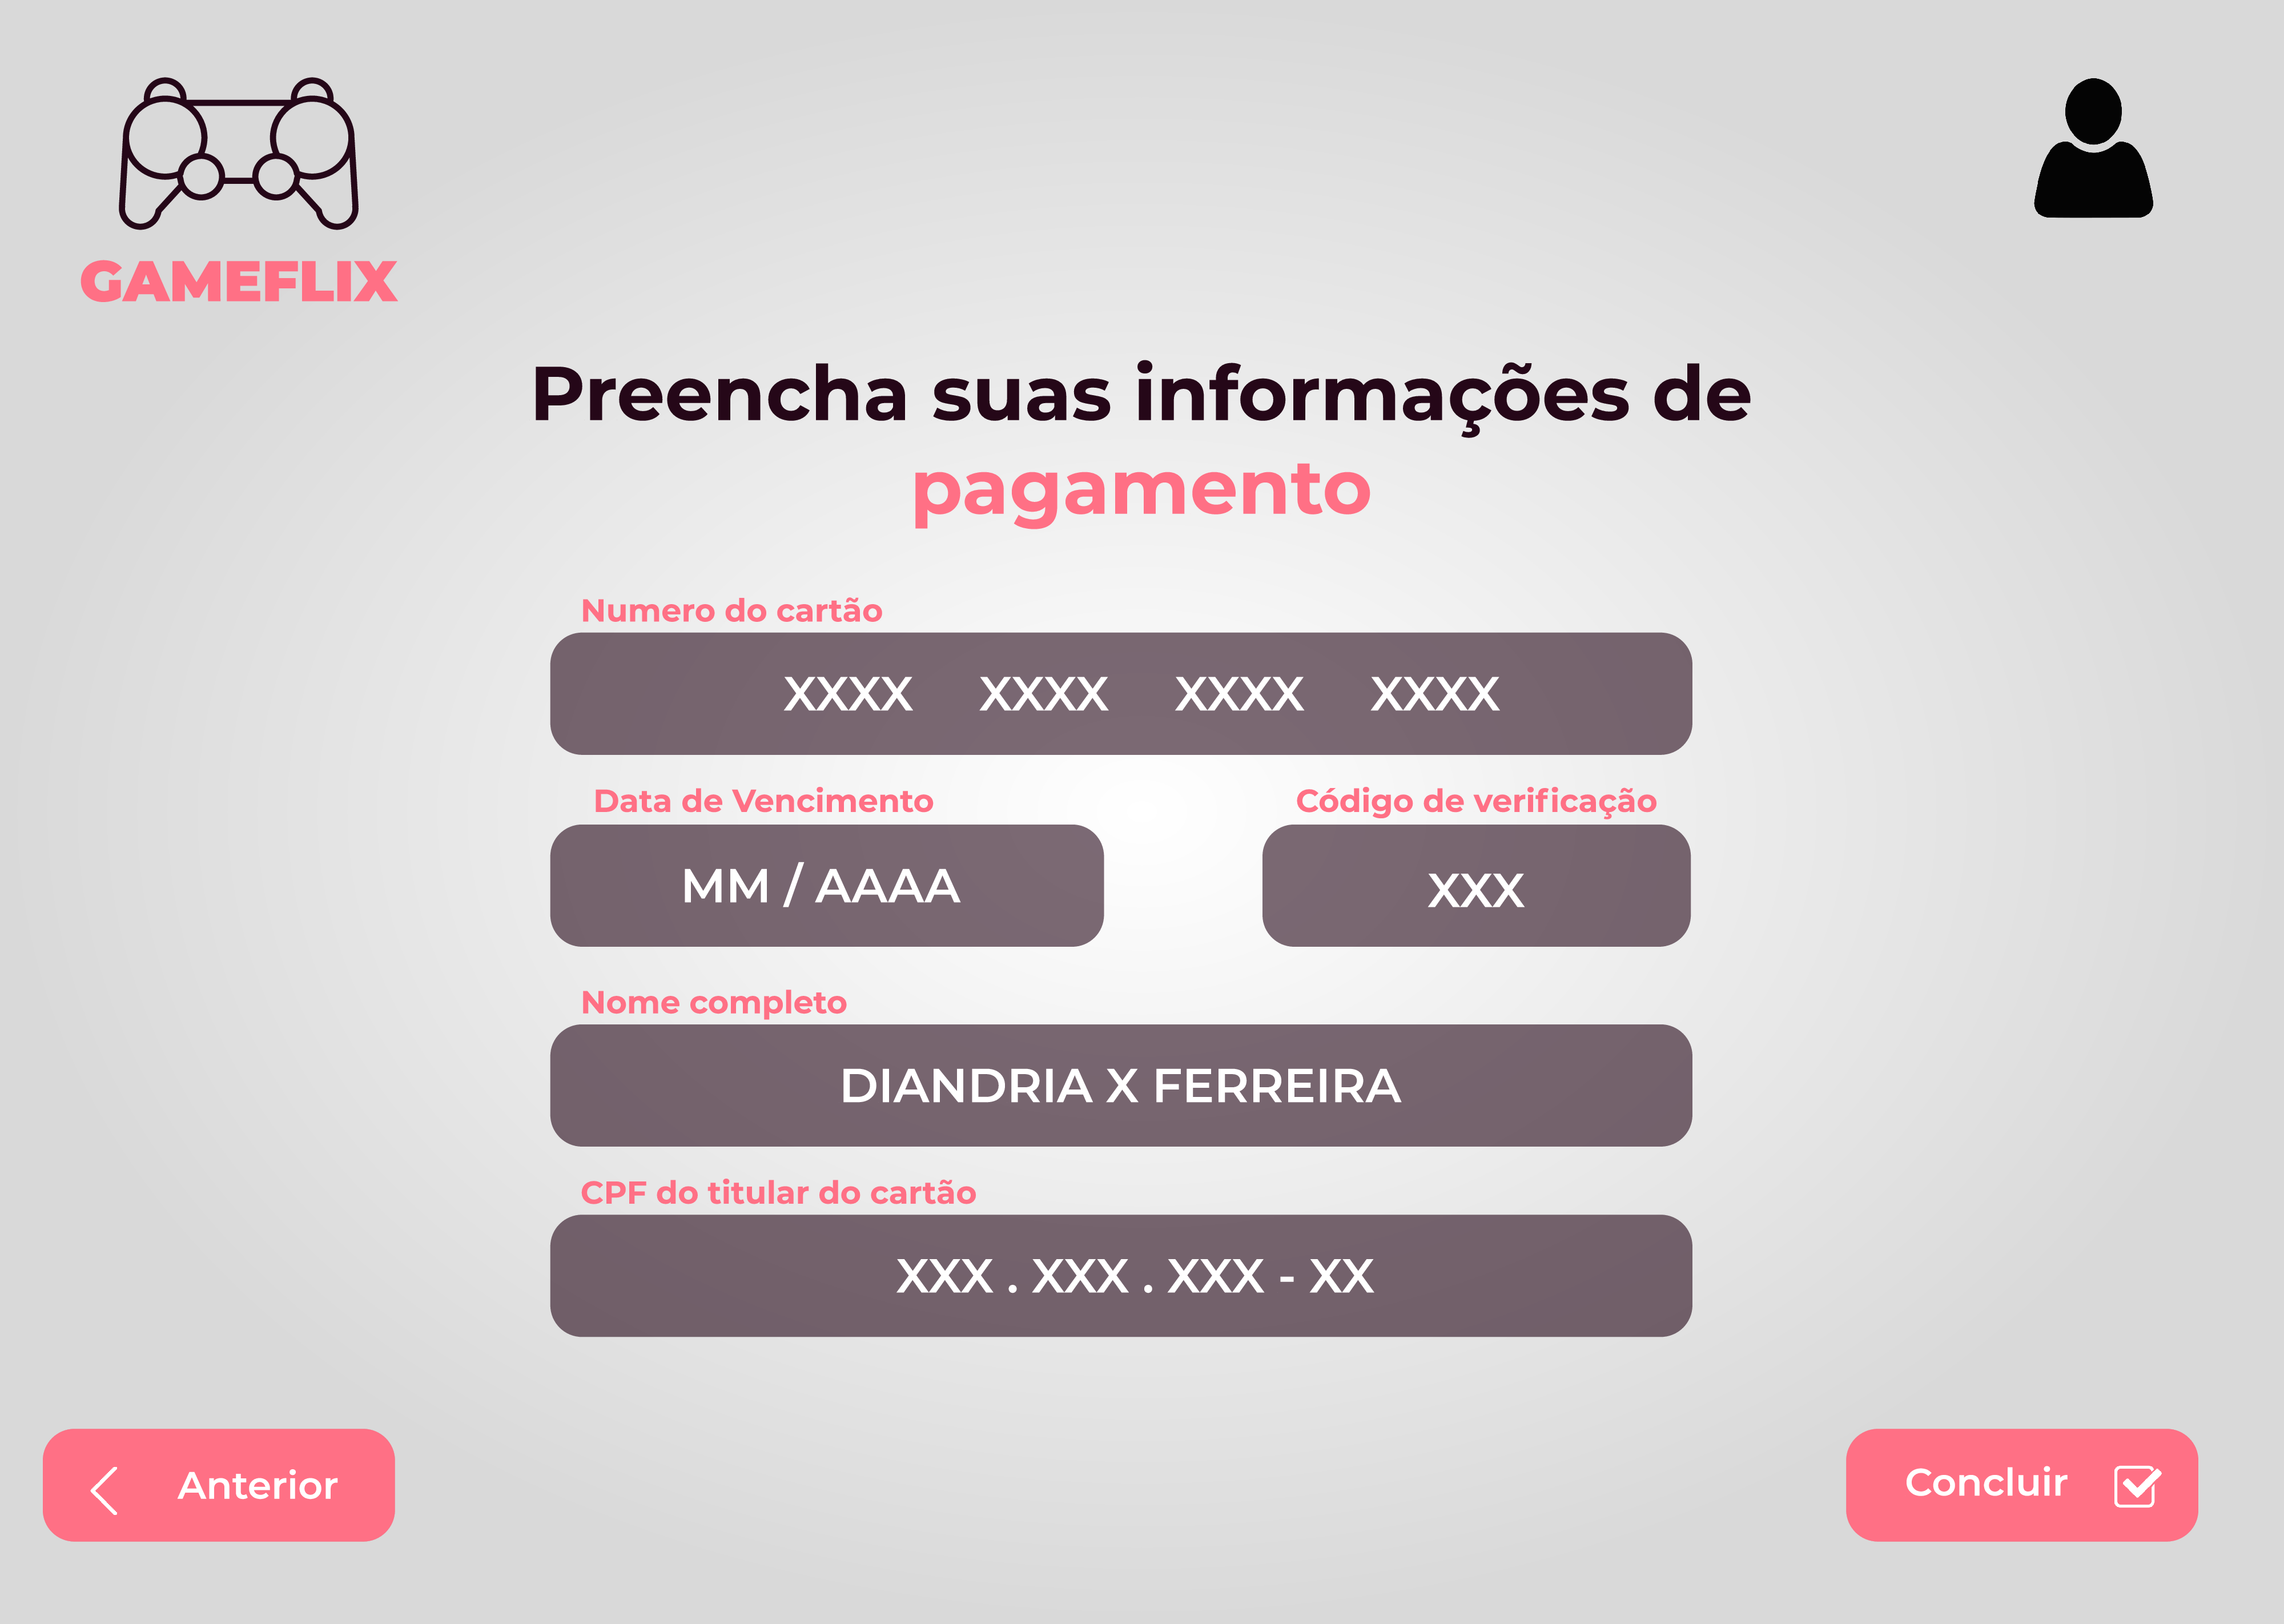 GAMEFLIX
Preencha suas informações de
pagamento
Numero do cartão
XXXX XXXX XXXX XXXX
Data de Vencimento
Código de verificação
MM / AAAA
XXX
Nome completo
DIANDRIA X FERREIRA
CPF do titular do cartão
XXX . XXX . XXX - XX
Anterior
Concluir